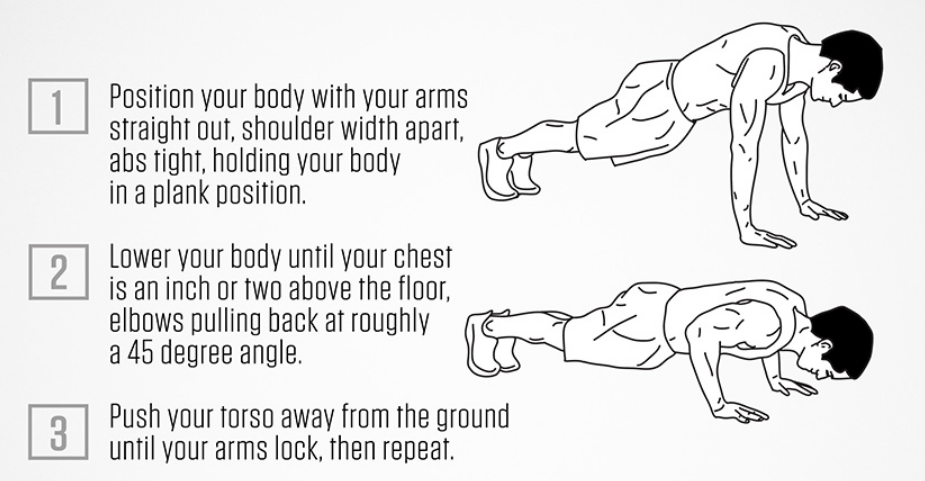 1
Position your body with your arms
straight out, shoulder width apart,
abs tight, holding your body
in a plank position.
2
Lower your body until your chest
is an inch or two above the floor,
elbows pulling back at roughly
a 45 degree angle.
3
Push your torso away from the ground
until your arms lock, then repeat.